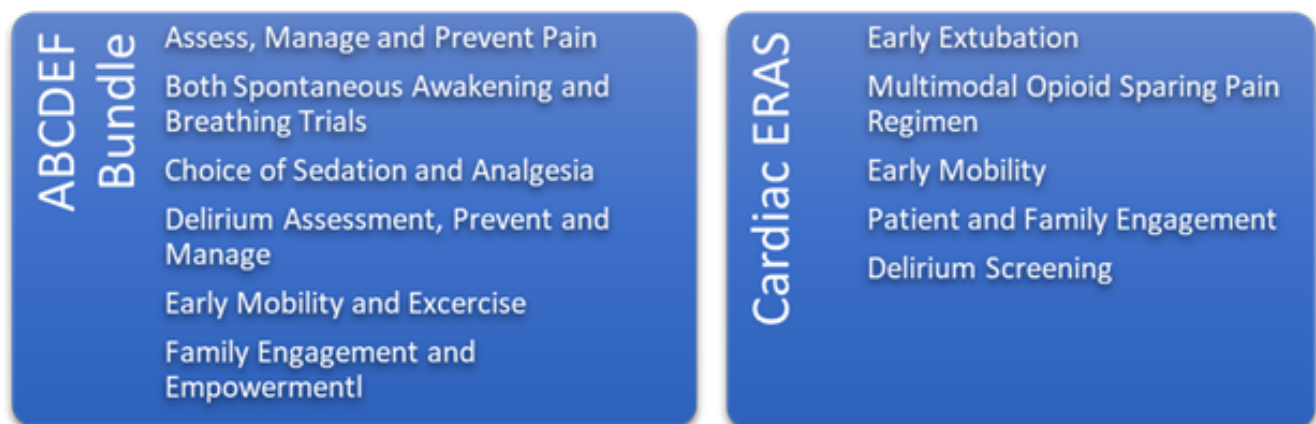 ABCDEF
Bundle
Assess, Manage and Prevent Pain
Both Spontaneous Awakening and
Breathing Trials
Choice of Sedation and Analgesia
Delirium Assessment, Prevent and
Manage
Early Mobility and Excercise
Family Engagement and
Empowermentl
Cardiac ERAS
Early Extubation
Multimodal Opioid Sparing Pain
Regimen
Early Mobility
Patient and Family Engagement
Delirium Screening